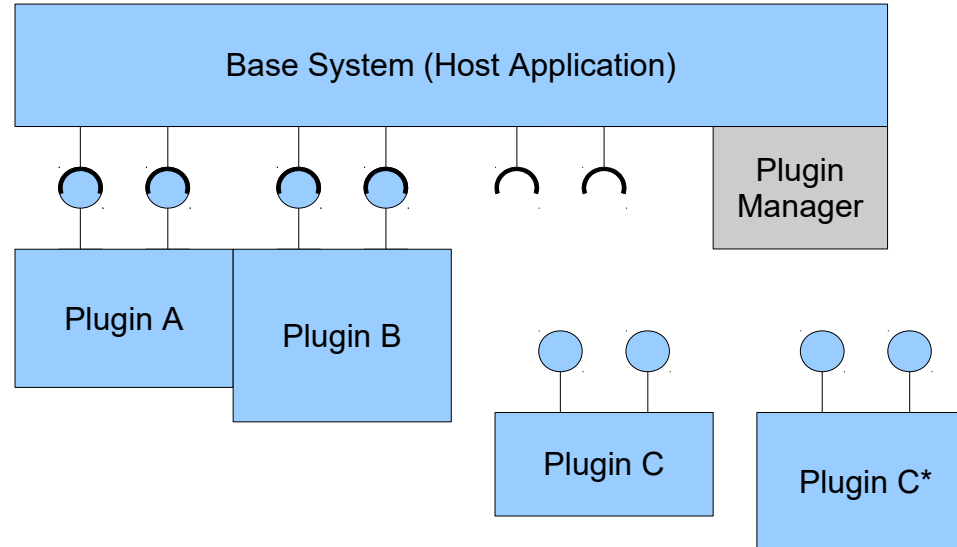 Base System (Host Application)
Plugin
Manager
Plugin A
Plugin B
Plugin C
Plugin C*